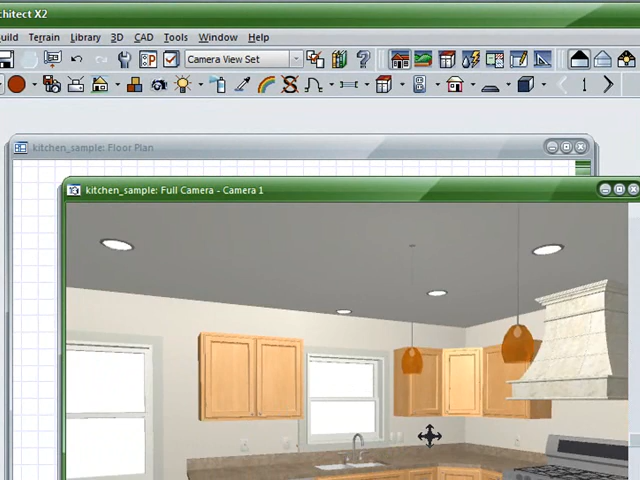 chitect X2
uild Terrain Library 3D CAD Tools Window Help
Camera View Set
1
kitchen_sample: Floor Plan
kitchen_sample: Full Camera - Camera 1